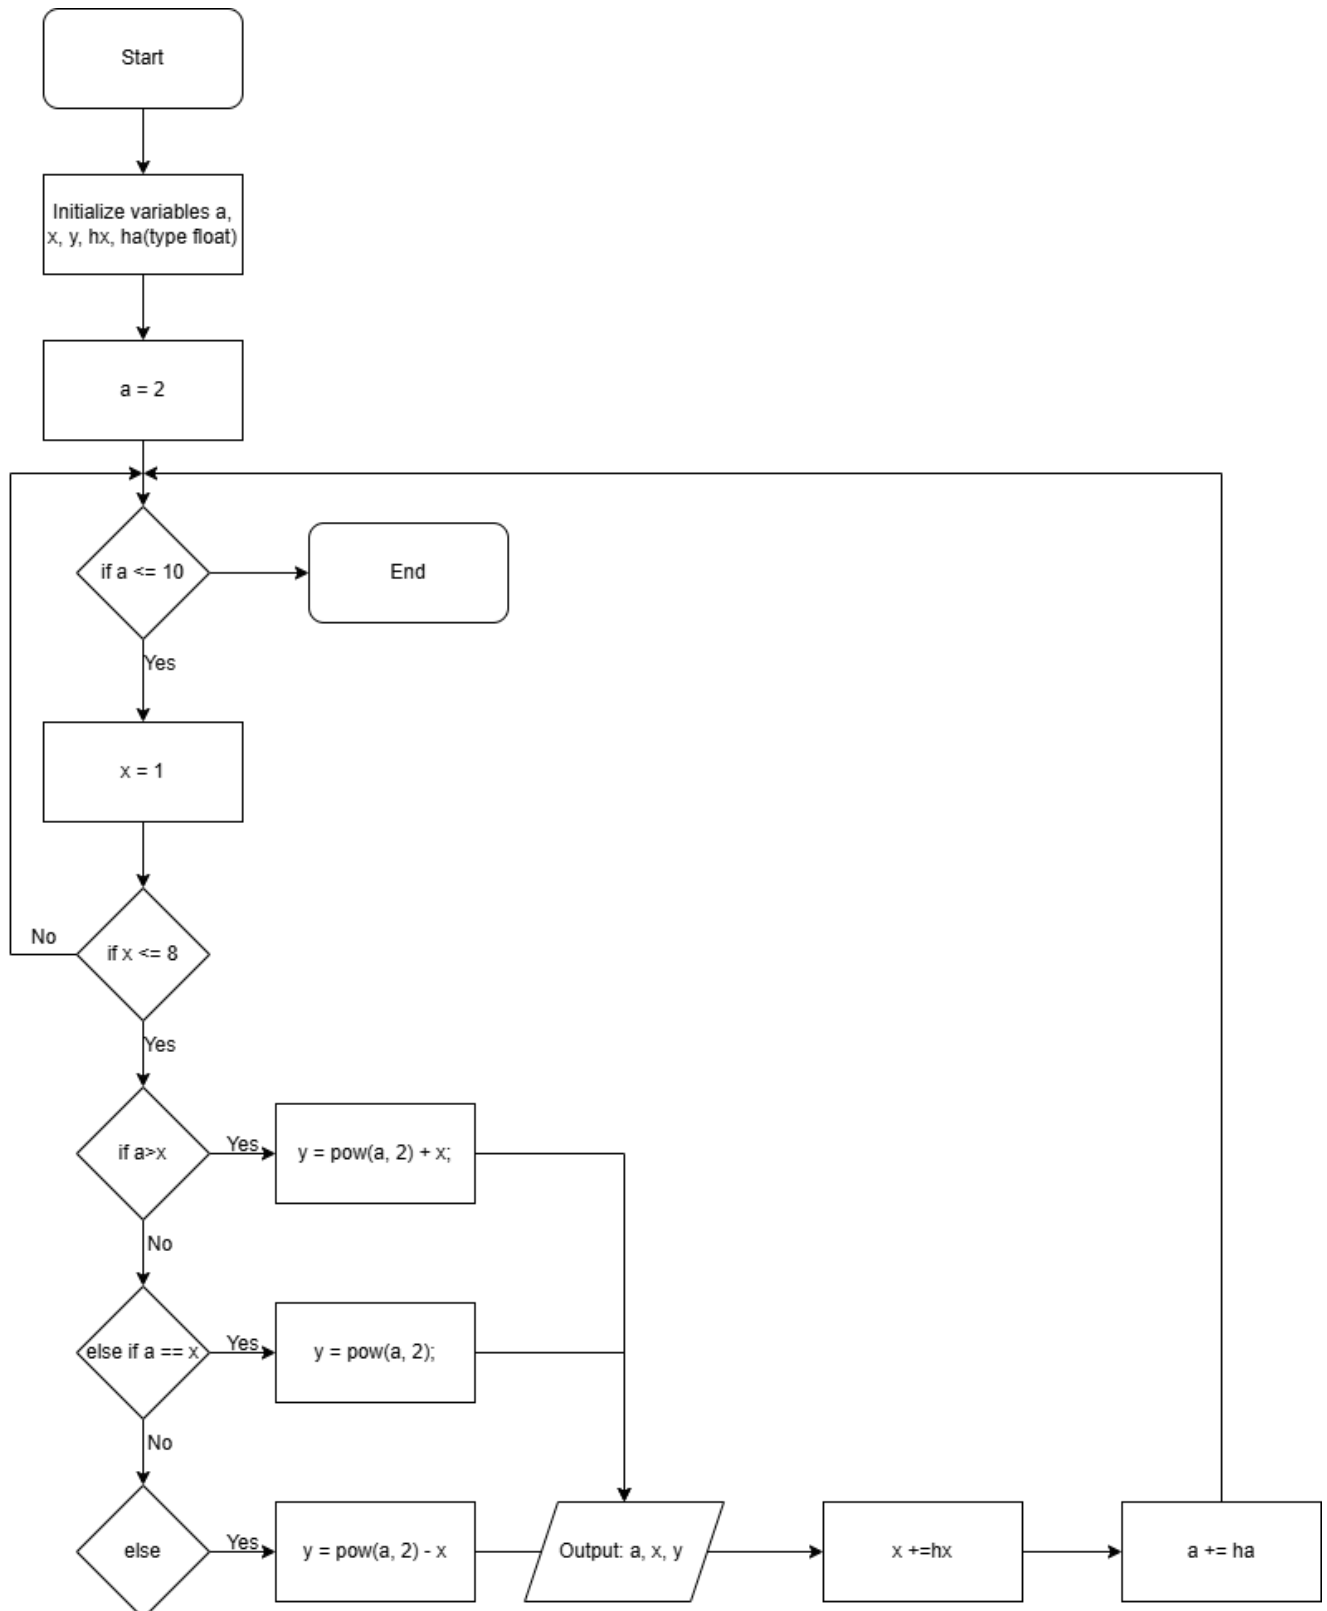 Start
Initialize variables a,
x, y, hx, ha(type float)
a = 2
if a <= 10
End
Yes
x = 1
No
if x <= 8
Yes
if a>x
Yes
y = pow(a, 2) + x;
No
else if a == x
Yes
y = pow(a, 2);
No
else
Yes
y = pow(a, 2) - x
Output: a, x, y
x +=hx
a += ha